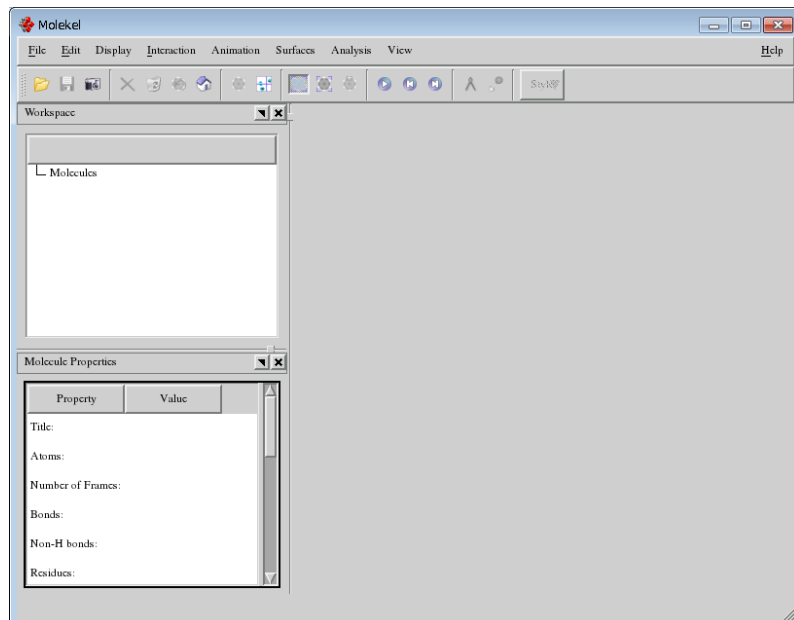 Molekel
File Edit Display Interaction Animation Surfaces Analysis View Help
Workspace
Molecules
Molecule Properties
Property Value
Title:
Atoms:
Number of Frames:
Bonds:
Non-H bonds:
Residues: